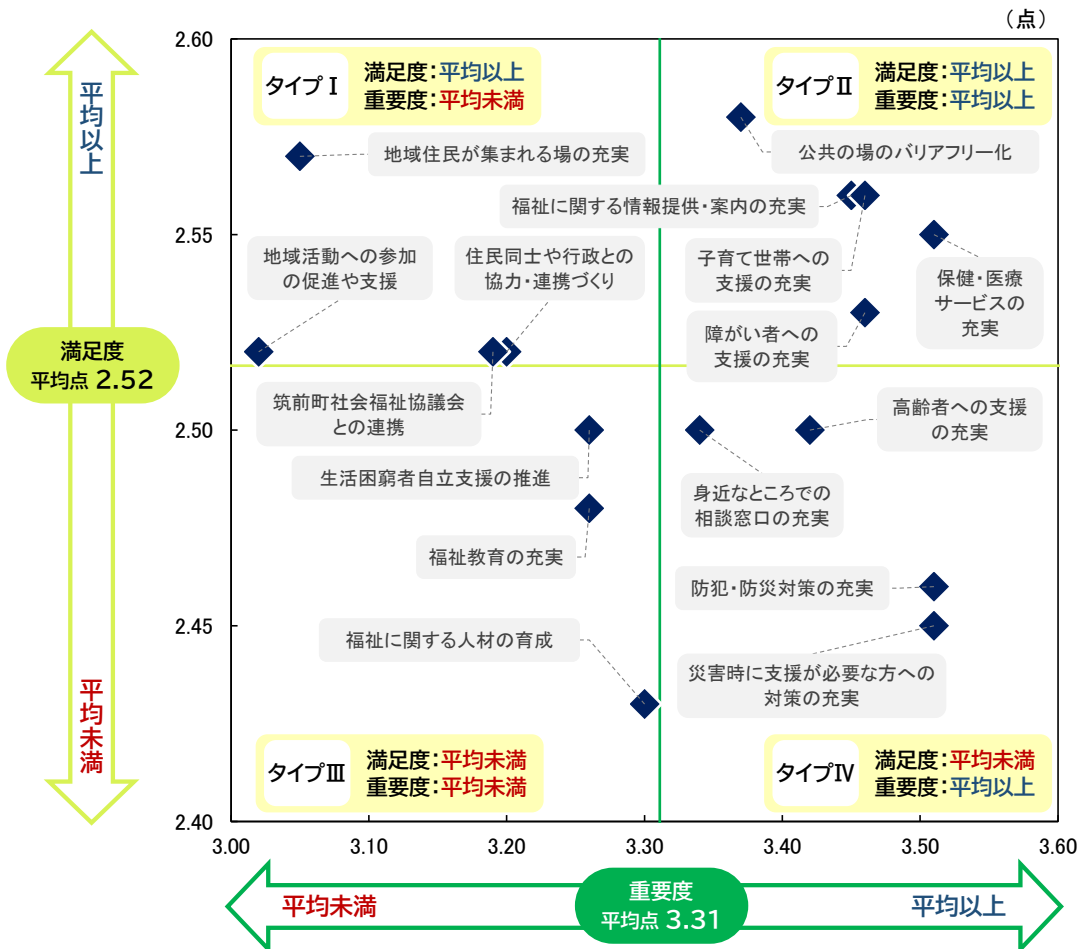 (点)
2.60
2.55
2.50
2.45
2.40
3.00
3.10
3.20
3.30
3.40
3.50
3.60
平均以上
満足度
平均点 2.52
平均未満
タイプⅠ
満足度:平均以上
重要度:平均未満
タイプⅡ
満足度:平均以上
重要度:平均以上
地域住民が集まれる場の充実
公共の場のバリアフリー化
福祉に関する情報提供・案内の充実
地域活動への参加
の促進や支援
住民同士や行政との
協力・連携づくり
子育て世帯への
支援の充実
保健・医療
サービスの
充実
障がい者への
支援の充実
筑前町社会福祉協議会
との連携
高齢者への支援
の充実
生活困窮者自立支援の推進
身近なところでの
相談窓口の充実
福祉教育の充実
防犯・防災対策の充実
福祉に関する人材の育成
災害時に支援が必要な方への
対策の充実
タイプⅢ
満足度:平均未満
重要度:平均未満
タイプⅣ
満足度:平均未満
重要度:平均以上
平均未満
重要度
平均点 3.31
平均以上